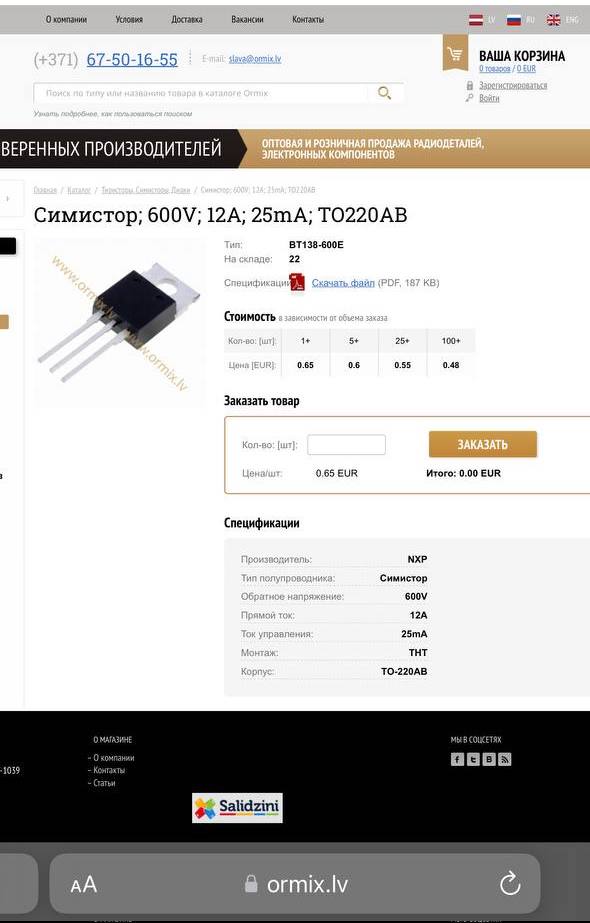 О компании Условия Доставка Вакансии Контакты LV RU ENG
(+371) 67-50-16-55 E-mail: slava@ormix.lv
ВАША КОРЗИНА
0 товаров / 0 EUR
Поиск по типу или названию товара в каталоге Ormix
Зарегистрироваться
Войти
Узнать подробнее, как пользоваться поиском
ВЕРЕННЫХ ПРОИЗВОДИТЕЛЕЙ
ОПТОВАЯ И РОЗНИЧНАЯ ПРОДАЖА РАДИОДЕТАЛЕЙ,
ЭЛЕКТРОННЫХ КОМПОНЕНТОВ
Главная / Каталог / Тиристоры, Симисторы, Диаки / Симистор; 600V; 12A; 25mA; TO220AB
Симистор; 600V; 12A; 25mA; TO220AB
www.ormix.lv
www.ormix.lv
Тип: BT138-600E
На складе: 22
Спецификации Скачать файл (PDF, 187 KB)
Стоимость в зависимости от объема заказа
Кол-во: [шт]: 1+ 5+ 25+ 100+
Цена [EUR]: 0.65 0.6 0.55 0.48
Заказать товар
Кол-во: [шт]: ЗАКАЗАТЬ
Цена/шт: 0.65 EUR Итого: 0.00 EUR
Спецификации
Производитель: NXP
Тип полупроводника: Симистор
Обратное напряжение: 600V
Прямой ток: 12A
Ток управления: 25mA
Монтаж: THT
Корпус: TO-220AB
О МАГАЗИНЕ
– О компании
– Контакты
– Статьи
-1039
МЫ В СОЦСЕТЯХ
Salidzini
AA ormix.lv